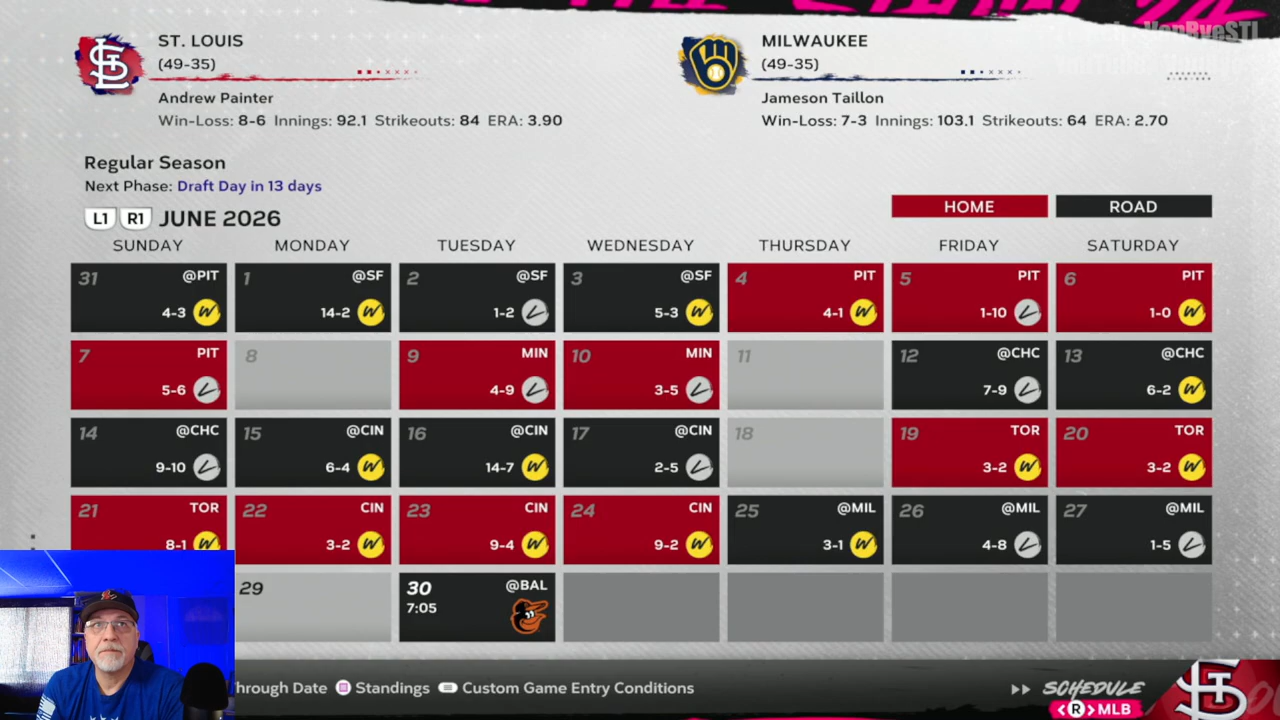 ST. LOUIS
(49-35)
Andrew Painter
Win-Loss: 8-6 Innings: 92.1 Strikeouts: 84 ERA: 3.90
MILWAUKEE
(49-35)
Jameson Taillon
Win-Loss: 7-3 Innings: 103.1 Strikeouts: 64 ERA: 2.70
Regular Season
Next Phase: Draft Day in 13 days
L1 R1 JUNE 2026
HOME ROAD
SUNDAY MONDAY TUESDAY WEDNESDAY THURSDAY FRIDAY SATURDAY
31 @PIT 1 @SF 2 @SF 3 @SF 4 PIT 5 PIT 6 PIT
4-3 W 14-2 W 1-2 L 5-3 W 4-1 W 1-10 L 1-0 W
7 PIT 8 9 MIN 10 MIN 11 12 @CHC 13 @CHC
5-6 L 4-9 L 3-5 L 7-9 L 6-2 W
14 @CHC 15 @CIN 16 @CIN 17 @CIN 18 19 TOR 20 TOR
9-10 L 6-4 W 14-7 W 2-5 L 3-2 W 3-2 W
21 TOR 22 CIN 23 CIN 24 CIN 25 @MIL 26 @MIL 27 @MIL
8-1 W 3-2 W 9-4 W 9-2 W 3-1 W 4-8 L 1-5 L
29 30 @BAL
7:05
hrough Date Standings Custom Game Entry Conditions
SCHEDULE
R MLB